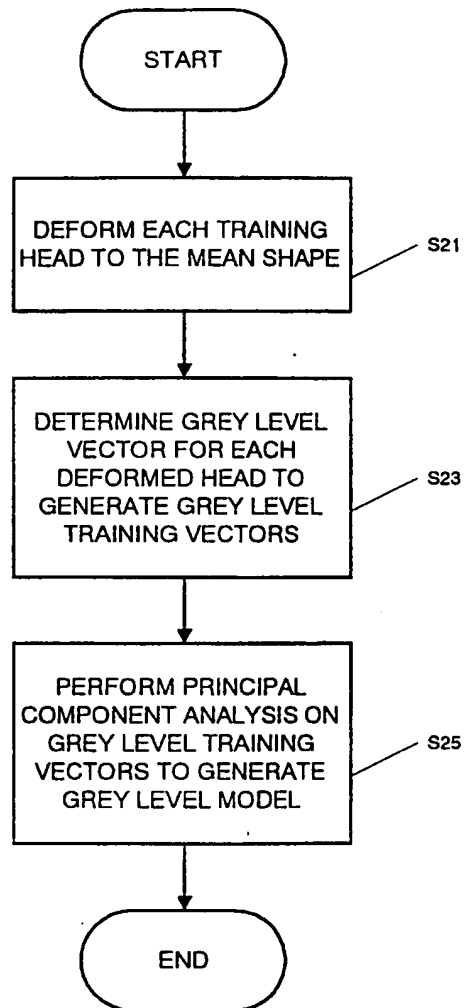 START
DEFORM EACH TRAINING
HEAD TO THE MEAN SHAPE
S21
DETERMINE GREY LEVEL
VECTOR FOR EACH
DEFORMED HEAD TO
GENERATE GREY LEVEL
TRAINING VECTORS
S23
PERFORM PRINCIPAL
COMPONENT ANALYSIS ON
GREY LEVEL TRAINING
VECTORS TO GENERATE
GREY LEVEL MODEL
S25
END